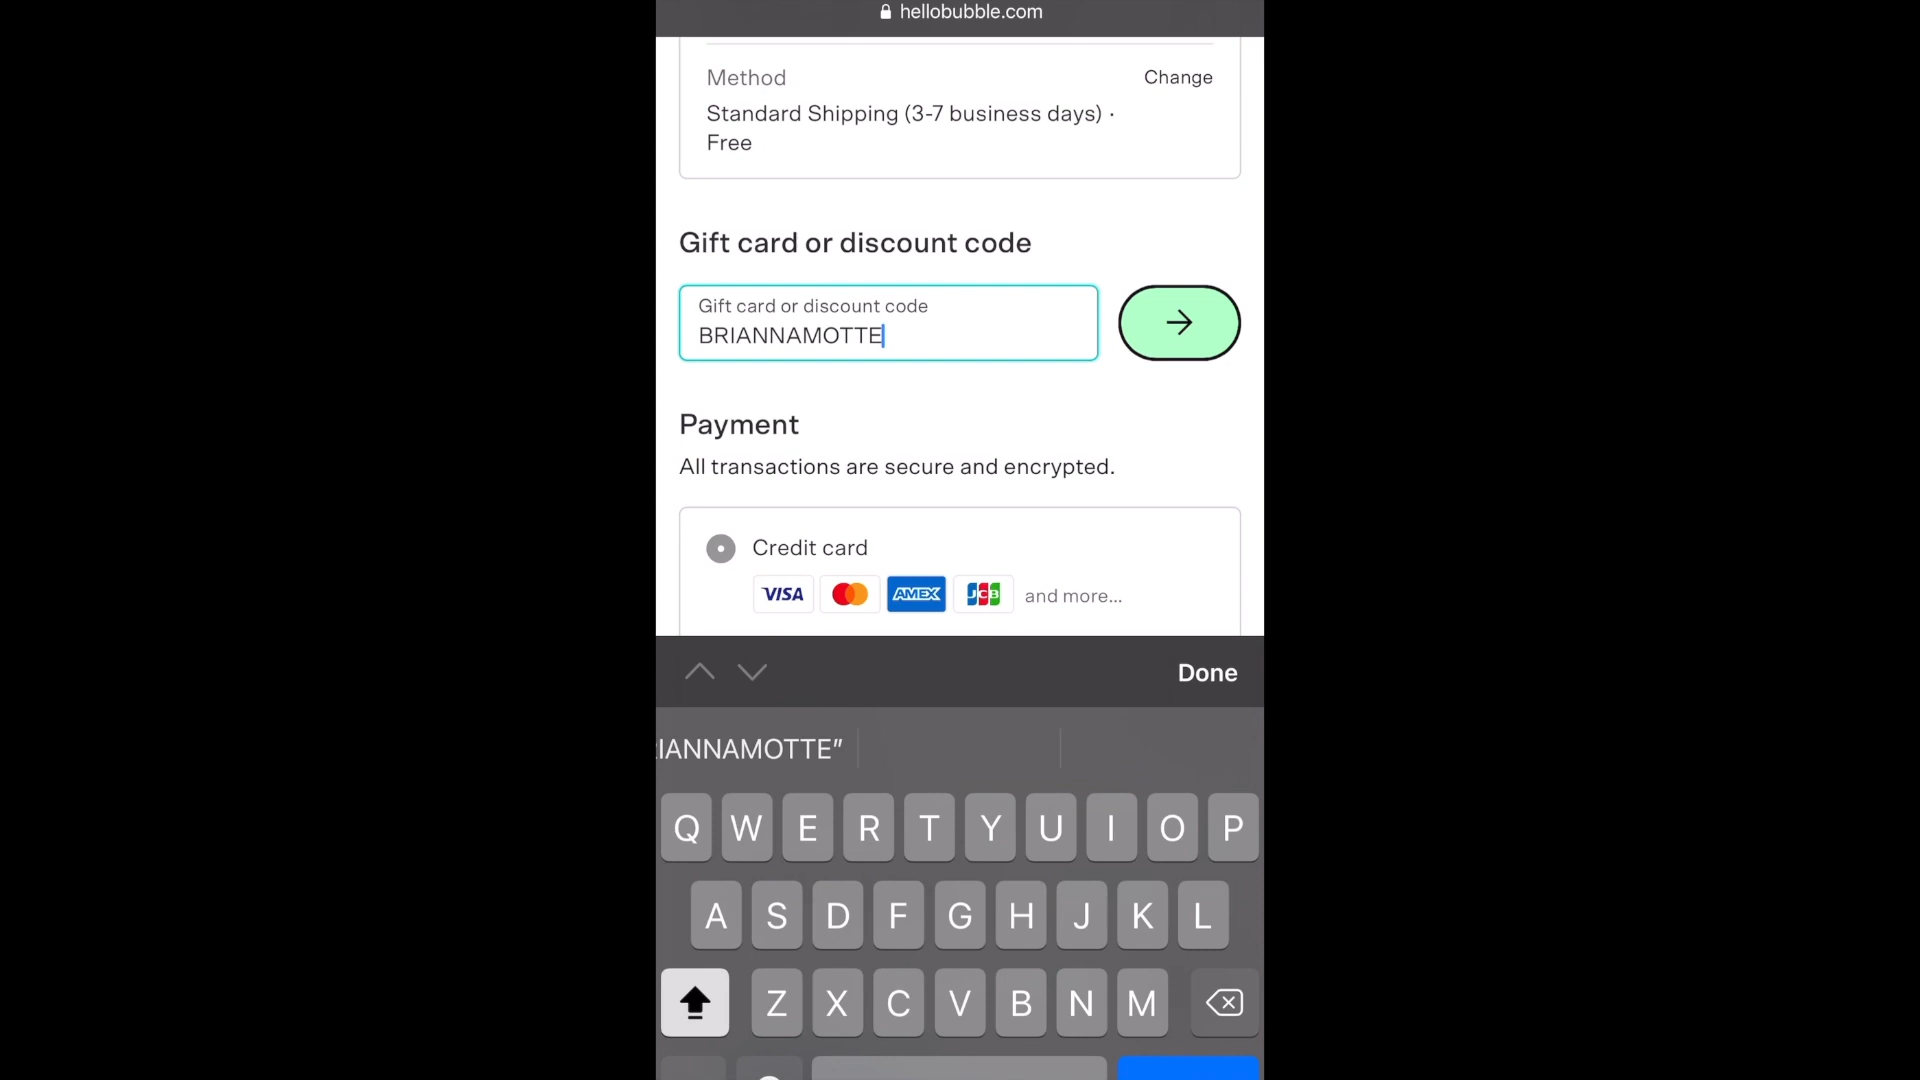 hellobubble.com
Method
Change
Standard Shipping (3-7 business days) ·
Free
Gift card or discount code
Gift card or discount code
BRIANNAMOTTE
Payment
All transactions are secure and encrypted.
Credit card
VISA
AMEX
JCB
and more...
Done
IANNAMOTTE”
Q W E R T Y U I O P
A S D F G H J K L
Z X C V B N M